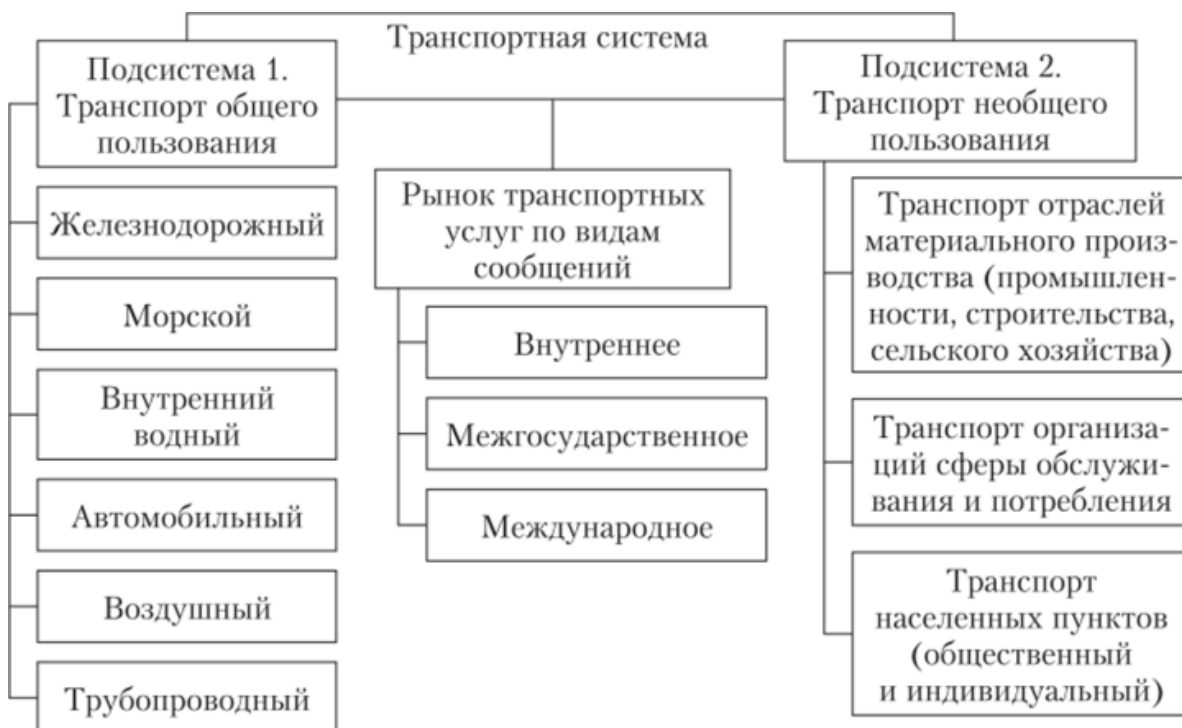 Транспортная система
Подсистема 1.
Транспорт общего
пользования
Железнодорожный
Морской
Внутренний
водный
Автомобильный
Воздушный
Трубопроводный
Рынок транспортных
услуг по видам
сообщений
Внутреннее
Межгосударственное
Международное
Подсистема 2.
Транспорт необщего
пользования
Транспорт отраслей
материального произ-
водства (промышлен-
ности, строительства,
сельского хозяйства)
Транспорт организа-
ций сферы обслужи-
вания и потребления
Транспорт
населенных пунктов
(общественный
и индивидуальный)